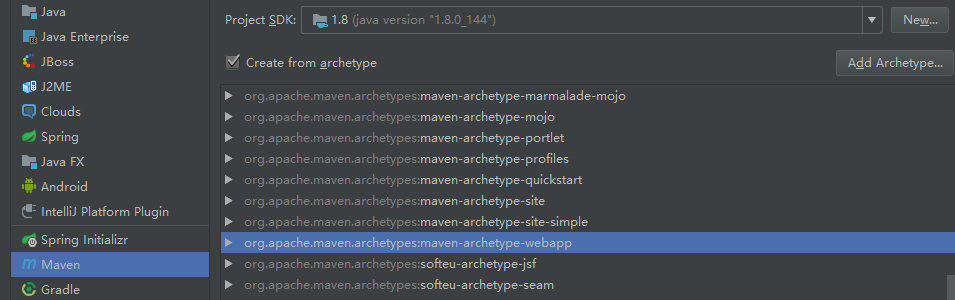 Java
Java Enterprise
JBoss
J2ME
Clouds
Spring
Java FX
Android
IntelliJ Platform Plugin
Spring Initializr
Maven
Gradle
Project SDK: 1.8 (java version "1.8.0_144") New...
Create from archetype Add Archetype...
org.apache.maven.archetypes:maven-archetype-marmalade-mojo
org.apache.maven.archetypes:maven-archetype-mojo
org.apache.maven.archetypes:maven-archetype-portlet
org.apache.maven.archetypes:maven-archetype-profiles
org.apache.maven.archetypes:maven-archetype-quickstart
org.apache.maven.archetypes:maven-archetype-site
org.apache.maven.archetypes:maven-archetype-site-simple
org.apache.maven.archetypes:maven-archetype-webapp
org.apache.maven.archetypes:softeu-archetype-jsf
org.apache.maven.archetypes:softeu-archetype-seam